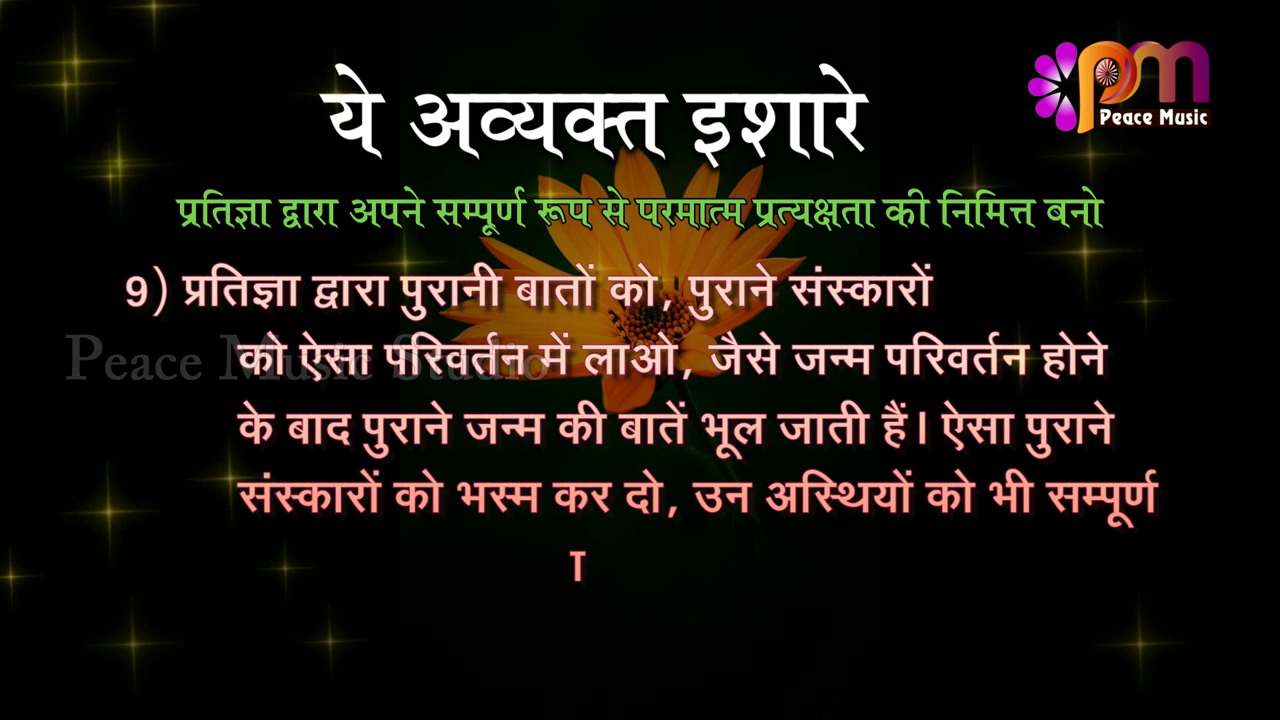 ये अव्यक्त इशारे
pm
Peace Music
प्रतिज्ञा द्वारा अपने सम्पूर्ण रूप से परमात्म प्रत्यक्षता की निमित्त बनो
9) प्रतिज्ञा द्वारा पुरानी बातों को, पुराने संस्कारों
को ऐसा परिवर्तन में लाओ, जैसे जन्म परिवर्तन होने
Peace Music Studio
के बाद पुराने जन्म की बातें भूल जाती हैं। ऐसा पुराने
संस्कारों को भस्म कर दो, उन अस्थियों को भी सम्पूर्ण